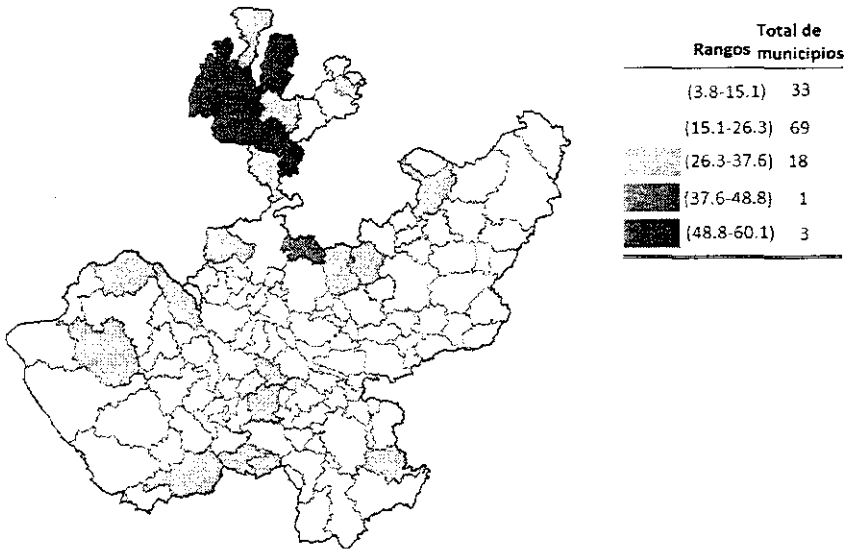 Total de
Rangos municipios
(3.8-15.1) 33
(15.1-26.3) 69
(26.3-37.6) 18
(37.6-48.8) 1
(48.8-60.1) 3